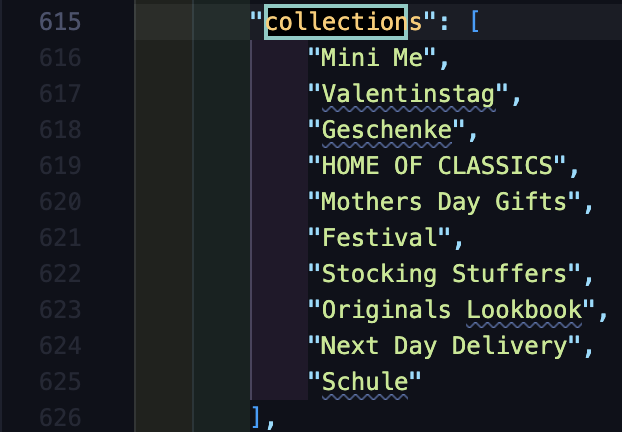 615 "collections": [
616 "Mini Me",
617 "Valentinstag",
618 "Geschenke",
619 "HOME OF CLASSICS",
620 "Mothers Day Gifts",
621 "Festival",
622 "Stocking Stuffers",
623 "Originals Lookbook",
624 "Next Day Delivery",
625 "Schule"
626 ],